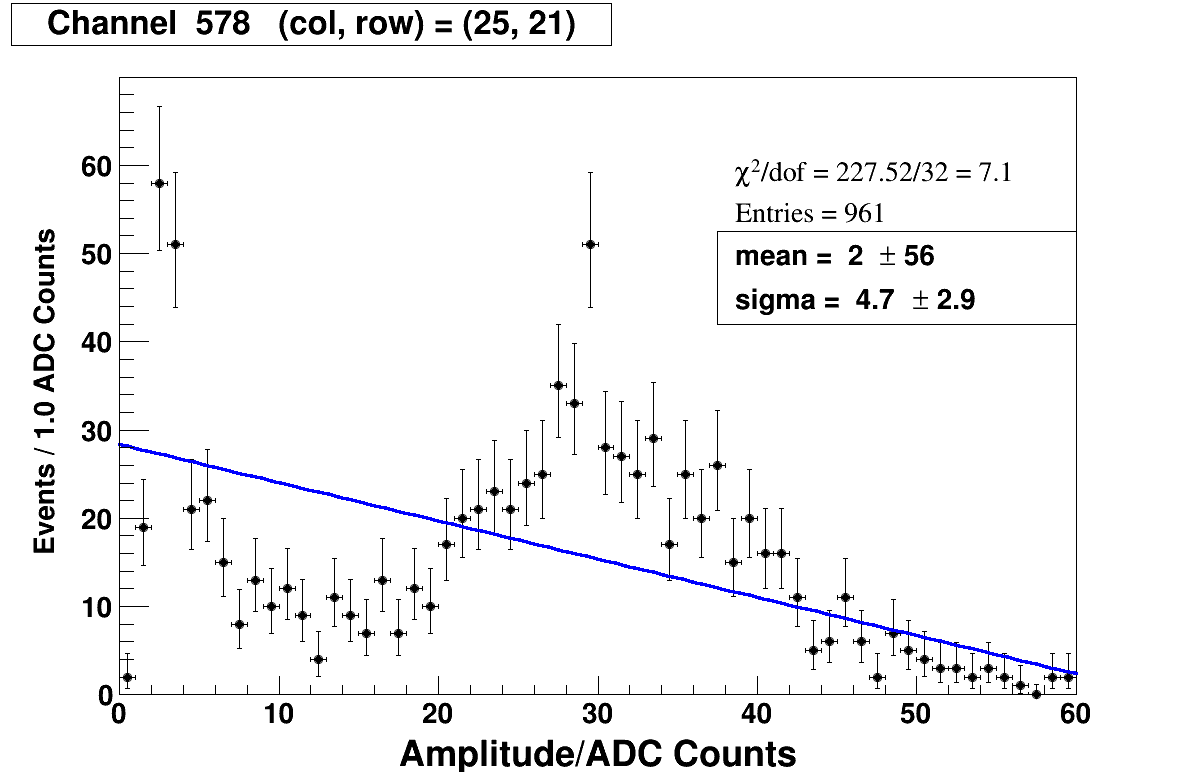 Channel 578 (col, row) = (25, 21)
χ²/dof = 227.52/32 = 7.1
Entries = 961
mean = 2 ± 56
sigma = 4.7 ± 2.9
Events / 1.0 ADC Counts
60
50
40
30
20
10
0
0 10 20 30 40 50 60
Amplitude/ADC Counts